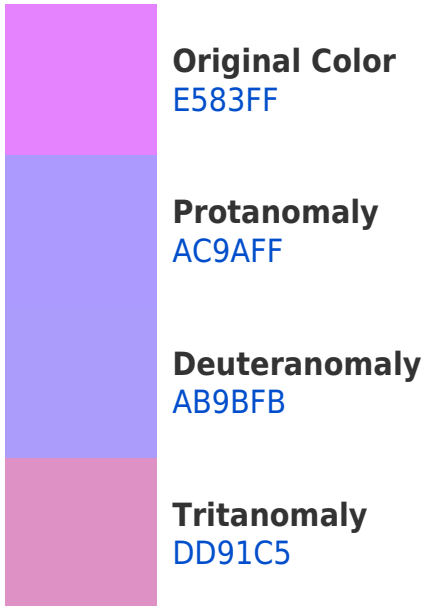 Original Color
E583FF
Protanomaly
AC9AFF
Deuteranomaly
AB9BFB
Tritanomaly
DD91C5